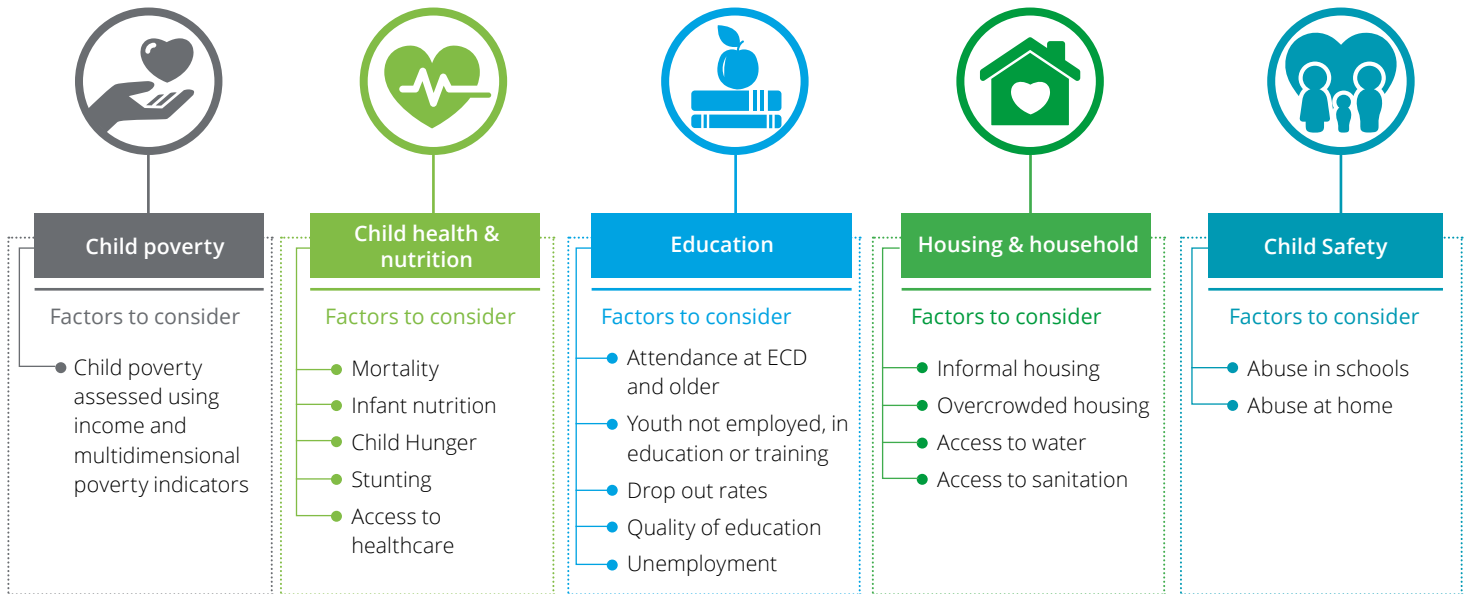 Child poverty
Factors to consider
Child poverty
assessed using
income and
multidimensional
poverty indicators
Child health &
nutrition
Factors to consider
Mortality
Infant nutrition
Child Hunger
Stunting
Access to
healthcare
Education
Factors to consider
Attendance at ECD
and older
Youth not employed, in
education or training
Drop out rates
Quality of education
Unemployment
Housing & household
Factors to consider
Informal housing
Overcrowded housing
Access to water
Access to sanitation
Child Safety
Factors to consider
Abuse in schools
Abuse at home